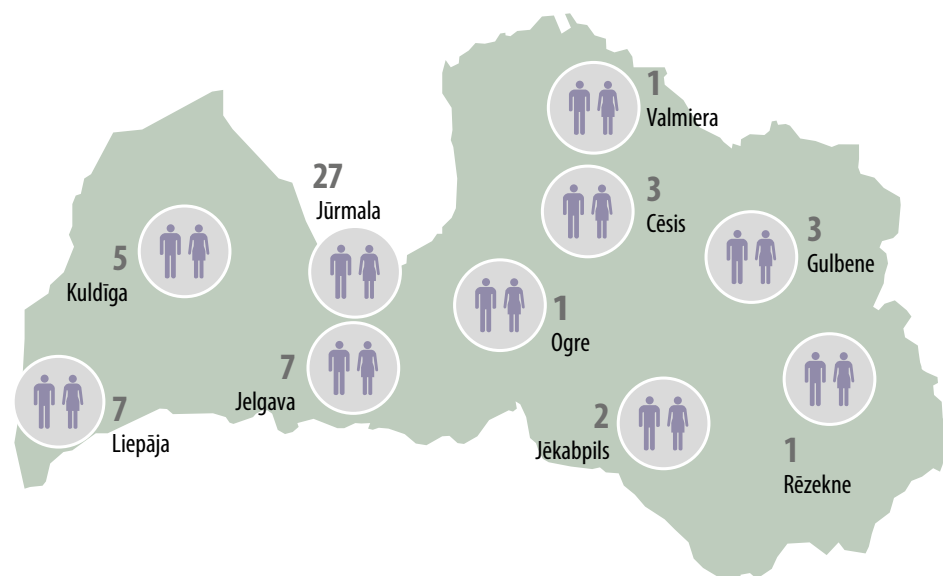 1
Valmiera
27
Jūrmala
3
Cēsis
3
Gulbene
5
Kuldīga
1
Ogre
7
Jelgava
7
Liepāja
2
Jēkabpils
1
Rēzekne